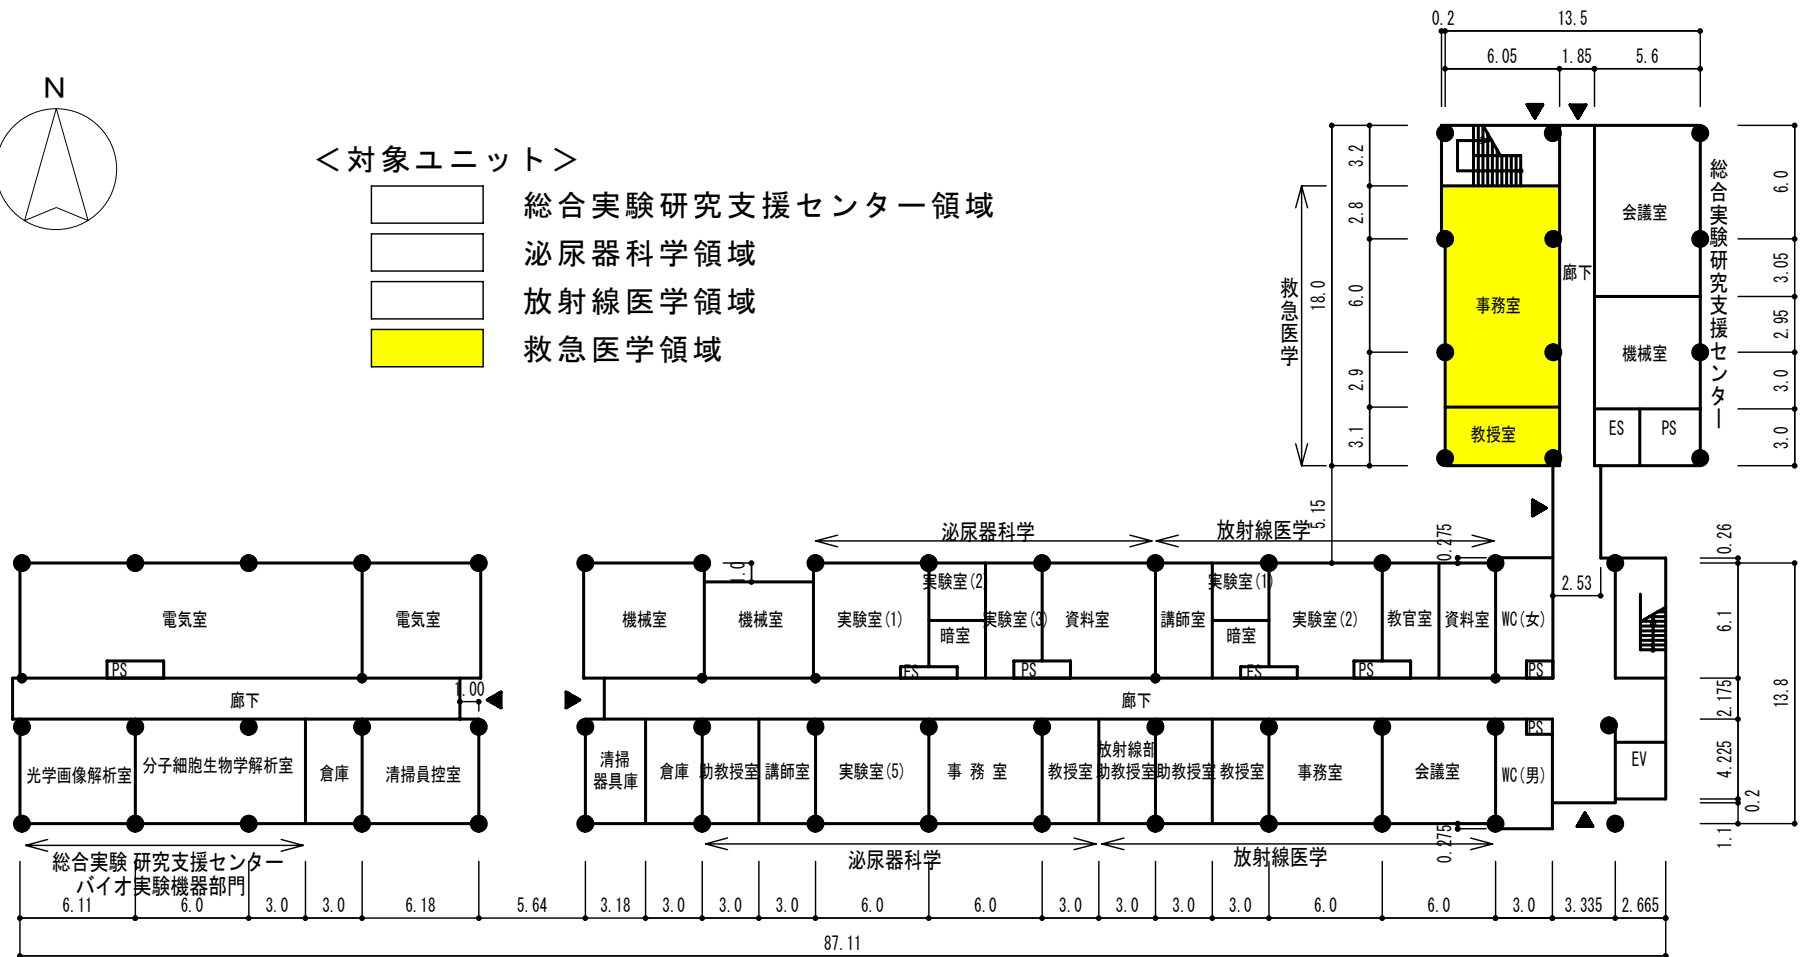 0.2
13.5
6.05
1.85
5.6
N
<対象ユニット>
総合実験研究支援センター領域
泌尿器科学領域
放射線医学領域
救急医学領域
3.2
2.8
6.0
2.9
3.1
18.0
5.15
救急医学
事務室
教授室
廊下
会議室
機械室
ES
PS
総合実験研究支援センター
6.0
3.05
2.95
3.0
3.0
泌尿器科学
放射線医学
0.275
2.53
0.26
6.1
2.175
4.225
0.2
1.1
13.8
電気室
電気室
PS
機械室
1.0
機械室
実験室(1)
実験室(2)
暗室
実験室(3)
資料室
ES
PS
講師室
実験室(1)
暗室
実験室(2)
教官室
資料室
WC(女)
ES
PS
PS
廊下
1.00
廊下
光学画像解析室
分子細胞生物学解析室
倉庫
清掃員控室
清掃
器具庫
倉庫
助教授室
講師室
実験室(5)
事 務 室
教授室
放射線部
助教授室
助教授室
教授室
事務室
会議室
WC(男)
PS
EV
0.275
総合実験 研究支援センター
バイオ実験機器部門
泌尿器科学
放射線医学
6.11
6.0
3.0
3.0
6.18
5.64
3.18
3.0
3.0
3.0
6.0
6.0
3.0
3.0
3.0
3.0
6.0
6.0
3.0
3.335
2.665
87.11